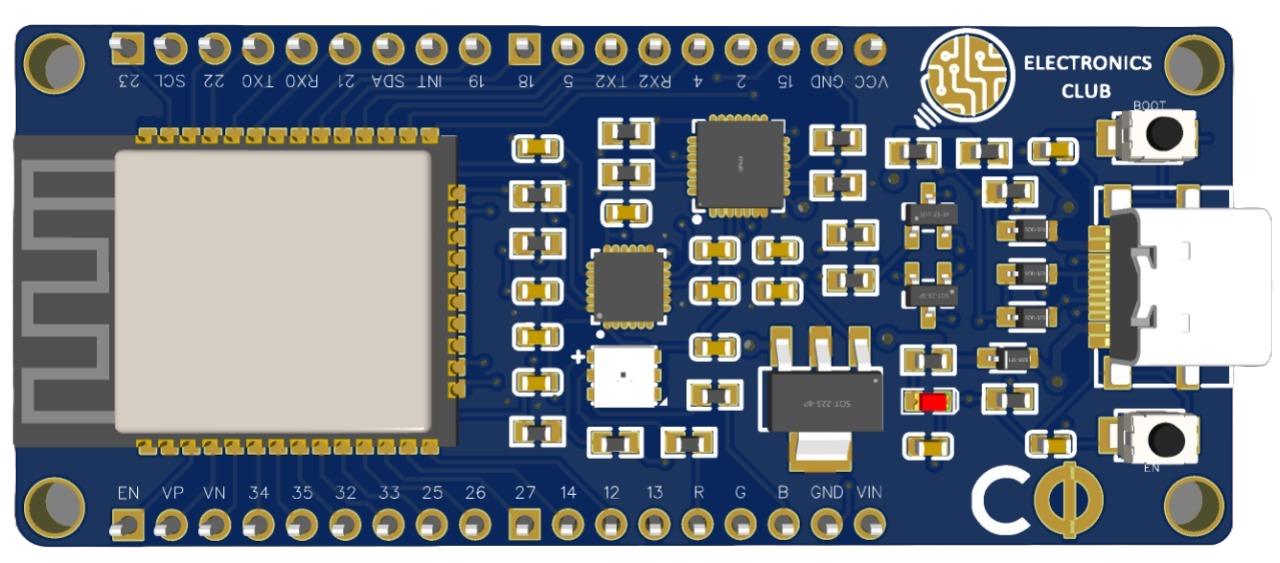 23 SCL 22 TX0 RX0 21 SDA INT 19 18 5 TX2 RX2 4 2 15 GND VCC
ELECTRONICS
CLUB
BOOT
SOT-223-4P
+
EN VP VN 34 35 32 33 25 26 27 14 12 13 R G B GND VIN
EN